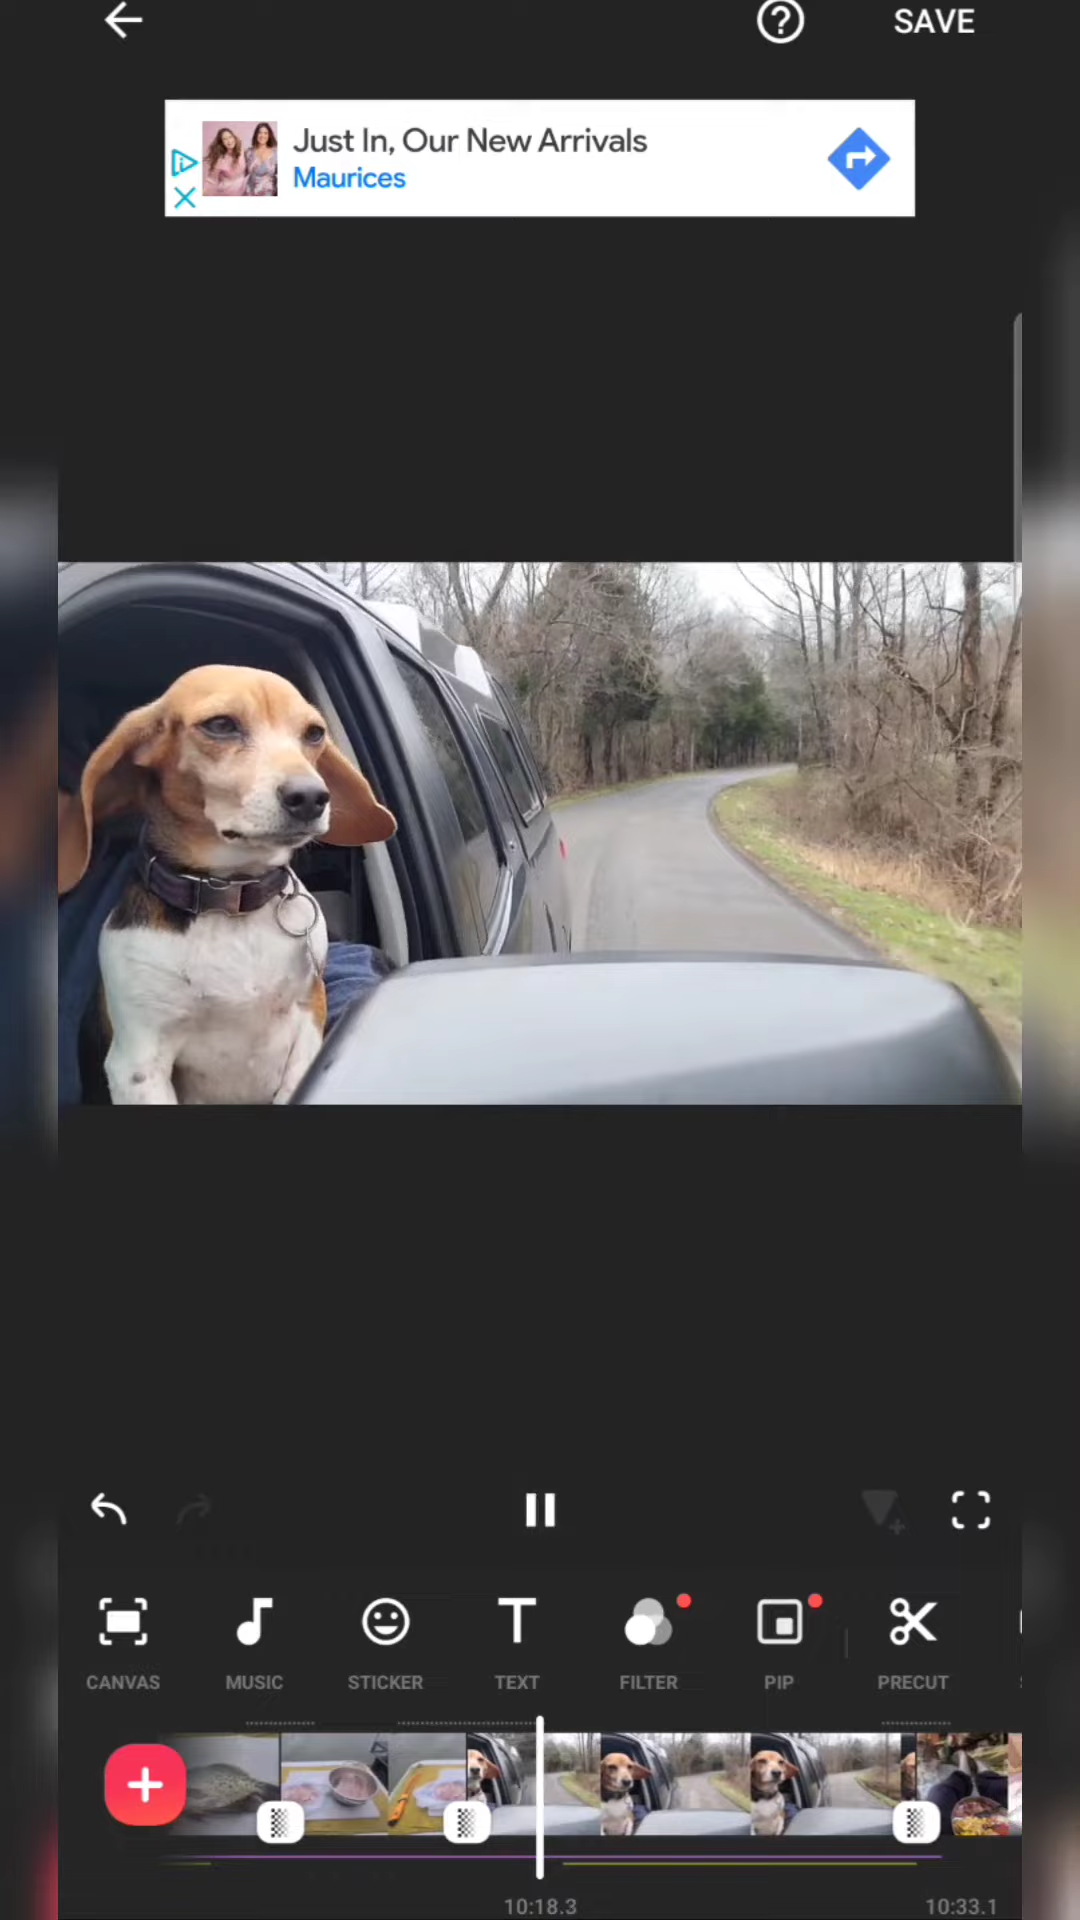 SAVE
Just In, Our New Arrivals
Maurices
CANVAS MUSIC STICKER TEXT FILTER PIP PRECUT
10:18.3 10:33.1